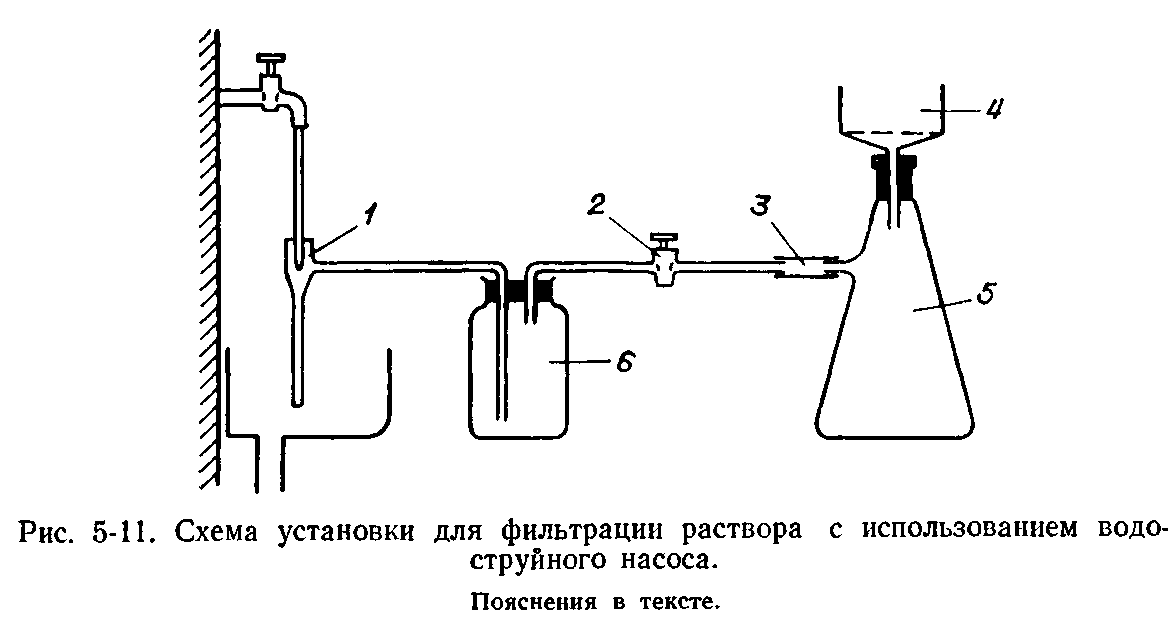 4
1
2
3
5
6
Рис. 5-11. Схема установки для фильтрации раствора с использованием водо-
струйного насоса.
Пояснения в тексте.